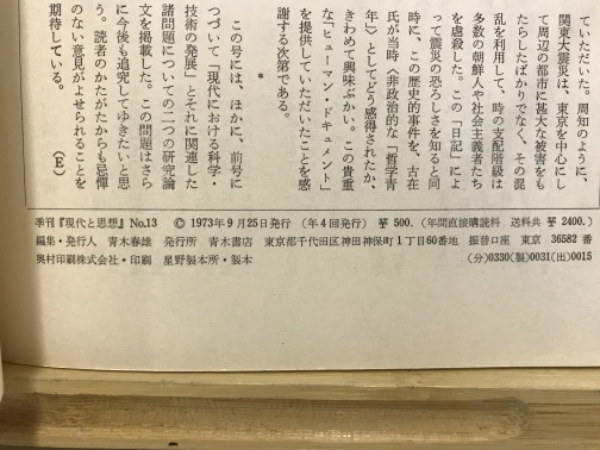 ていただいた。周知のように、
関東大震災は、東京を中心にし
て周辺の都市に甚大な被害をも
たらしたばかりでなく、その混
乱を利用して、時の支配階級は
多数の朝鮮人や社会主義者たち
を虐殺した。この「日記」によ
って震災の恐ろしさを知ると同
時に、この歴史的事件を、古在
氏が当時〈非政治的な「哲学青
年」〉としてどう感得されたか、
きわめて興味ぶかい。この貴重
な「ヒューマン・ドキュメント」
を提供していただいたことを感
謝する次第である。
＊
この号には、ほかに、前号に
つづいて「現代における科学・
技術の発展」とそれに関連した
諸問題についての二つの研究論
文を掲載した。この問題はさら
に今後も追究してゆきたいと思
う。読者のかたがたからも忌憚
のない意見がよせられることを
期待している。　（E）
季刊『現代と思想』No.13　© 1973年9月25日発行（年4回発行）¥ 500.（年間直接購読料　送料共 ¥ 2400.）
編集・発行人　青木春雄　発行所　青木書店　東京都千代田区神田神保町1丁目60番地　振替口座　東京　36582 番
奥村印刷株式会社・印刷　星野製本所・製本　(分)0330(製)0031(出)0015